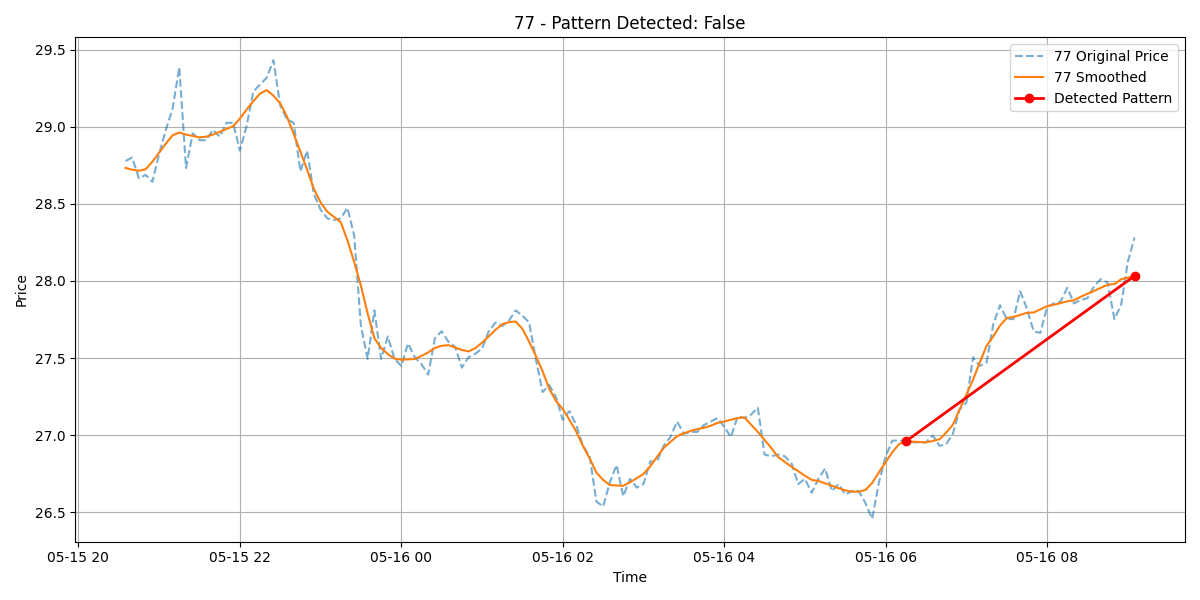 77 - Pattern Detected: False
77 Original Price
77 Smoothed
Detected Pattern
Price
29.5
29.0
28.5
28.0
27.5
27.0
26.5
05-15 20
05-15 22
05-16 00
05-16 02
05-16 04
05-16 06
05-16 08
Time